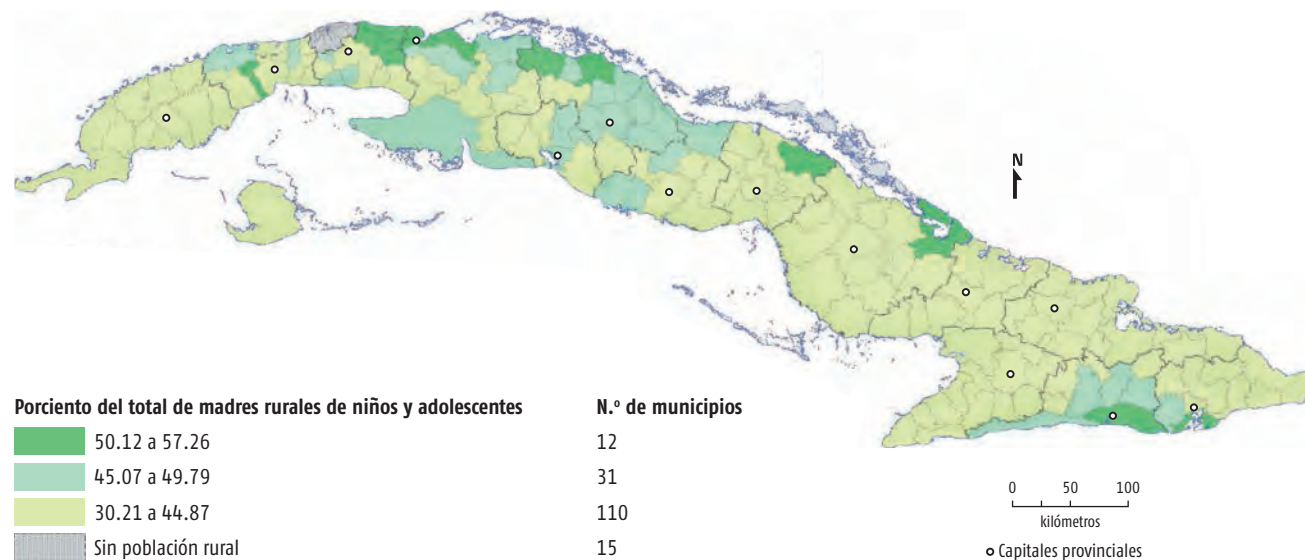 N
Porciento del total de madres rurales de niños y adolescentes N.º de municipios
50.12 a 57.26 12
45.07 a 49.79 31
30.21 a 44.87 110
Sin población rural 15
0 50 100
kilómetros
Capitales provinciales